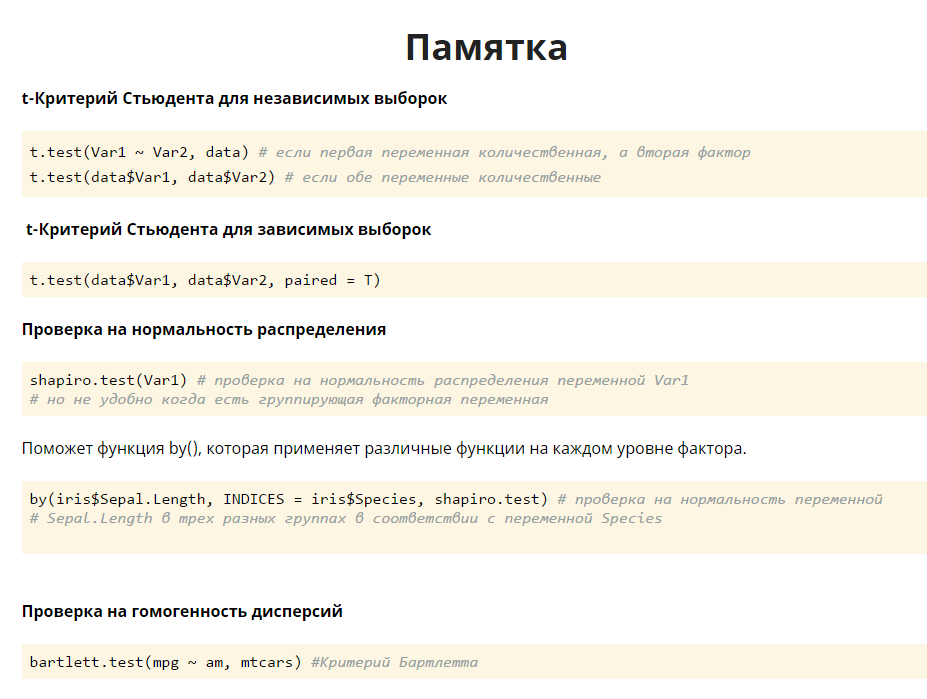 Памятка
t-Критерий Стьюдента для независимых выборок
t.test(Var1 ~ Var2, data) # если первая переменная количественная, а вторая фактор
t.test(data$Var1, data$Var2) # если обе переменные количественные
t-Критерий Стьюдента для зависимых выборок
t.test(data$Var1, data$Var2, paired = T)
Проверка на нормальность распределения
shapiro.test(Var1) # проверка на нормальность распределения переменной Var1
# но не удобно когда есть группирующая факторная переменная
Поможет функция by(), которая применяет различные функции на каждом уровне фактора.
by(iris$Sepal.Length, INDICES = iris$Species, shapiro.test) # проверка на нормальность переменной
# Sepal.Length в трех разных группах в соответствии с переменной Species
Проверка на гомогенность дисперсий
bartlett.test(mpg ~ am, mtcars) #Критерий Бартлетта